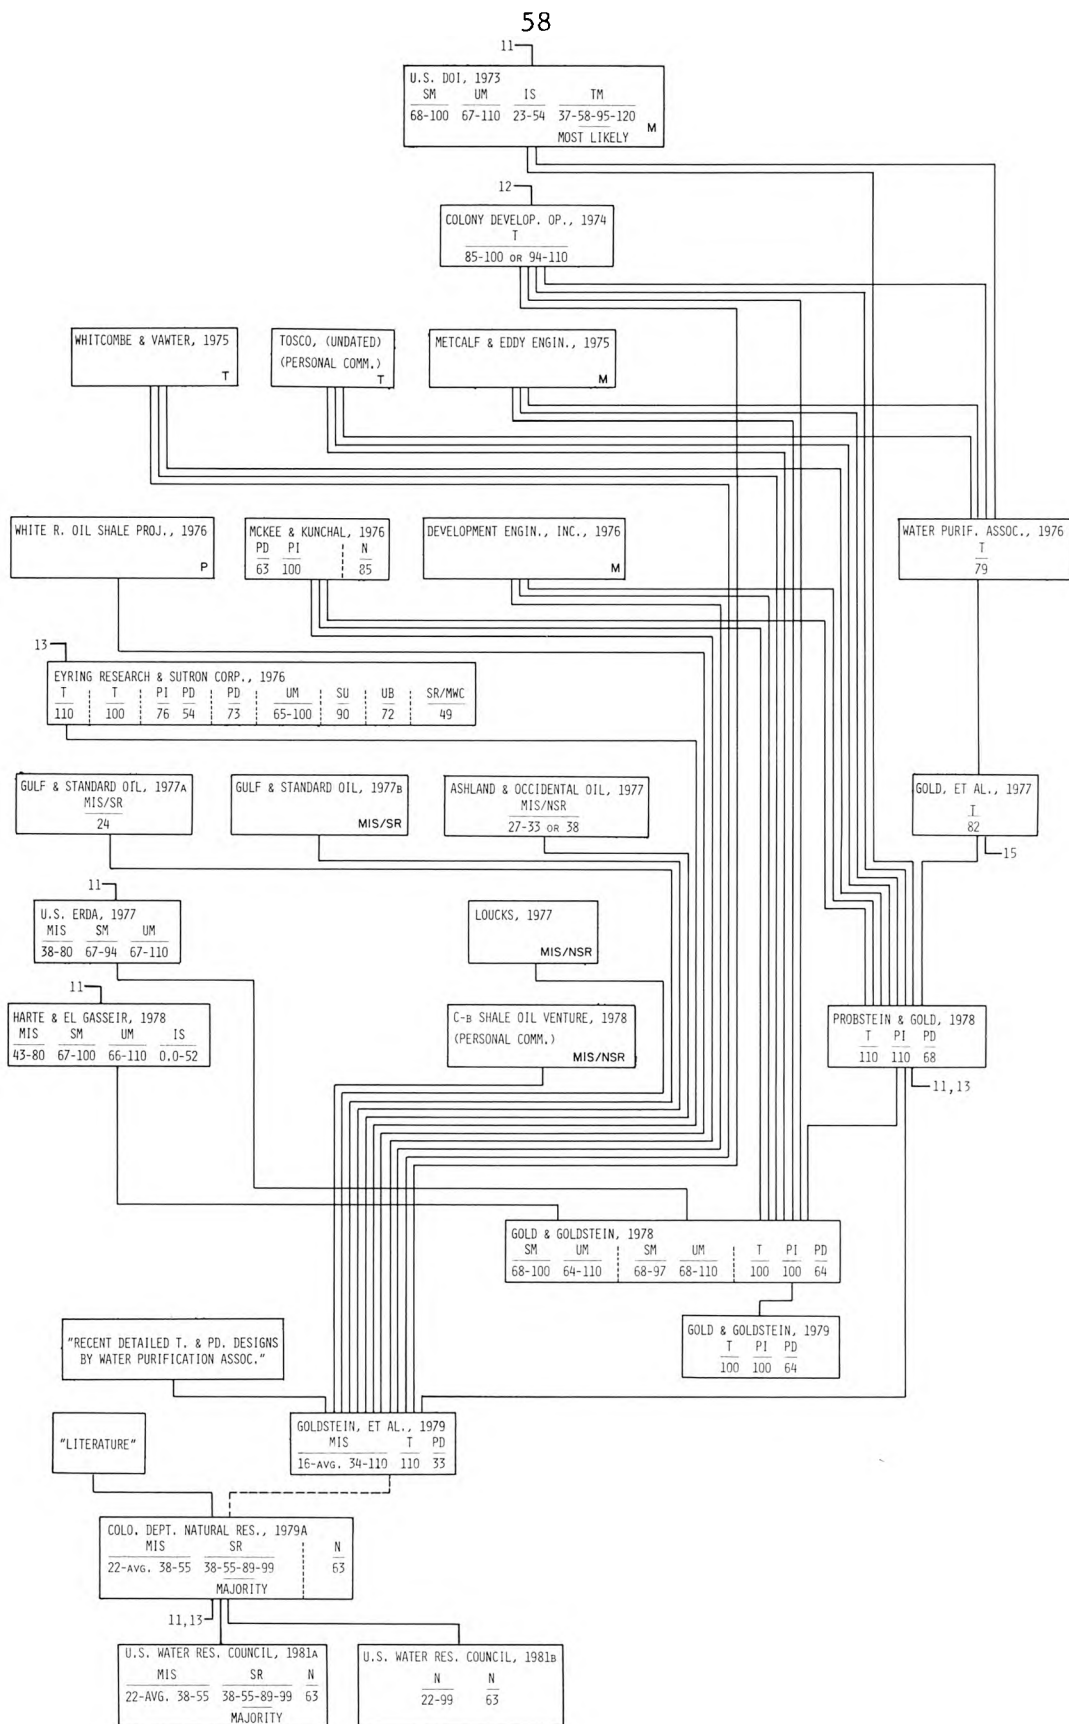 58
11
U.S. DOI, 1973
SM UM IS TM
68-100 67-110 23-54 37-58-95-120
MOST LIKELY
M
12
COLONY DEVELOP. OP., 1974
T
85-100 OR 94-110
WHITCOMBE & VAWTER, 1975
T
TOSCO, (UNDATED)
(PERSONAL COMM.)
T
METCALF & EDDY ENGIN., 1975
M
WHITE R. OIL SHALE PROJ., 1976
P
MCKEE & KUNCHAL, 1976
PD PI N
63 100 85
DEVELOPMENT ENGIN., INC., 1976
M
WATER PURIF. ASSOC., 1976
T
79
13
EYRING RESEARCH & SUTRON CORP., 1976
T T PI PD PD UM SU UB SR/MWC
110 100 76 54 73 65-100 90 72 49
GULF & STANDARD OIL, 1977A
MIS/SR
24
GULF & STANDARD OIL, 1977B
MIS/SR
ASHLAND & OCCIDENTAL OIL, 1977
MIS/NSR
27-33 OR 38
GOLD, ET AL., 1977
T
82
15
11
U.S. ERDA, 1977
MIS SM UM
38-80 67-94 67-110
LOUCKS, 1977
MIS/NSR
11
HARTE & EL GASSEIR, 1978
MIS SM UM IS
43-80 67-100 66-110 0.0-52
C-B SHALE OIL VENTURE, 1978
(PERSONAL COMM.)
MIS/NSR
PROBSTEIN & GOLD, 1978
T PI PD
110 110 68
11,13
GOLD & GOLDSTEIN, 1978
SM UM SM UM T PI PD
68-100 64-110 68-97 68-110 100 100 64
GOLD & GOLDSTEIN, 1979
T PI PD
100 100 64
"RECENT DETAILED T. & PD. DESIGNS
BY WATER PURIFICATION ASSOC."
GOLDSTEIN, ET AL., 1979
MIS T PD
16-AVG. 34-110 110 33
"LITERATURE"
COLO. DEPT. NATURAL RES., 1979A
MIS SR N
22-AVG. 38-55 38-55-89-99 63
MAJORITY
11,13
U.S. WATER RES. COUNCIL, 1981A
MIS SR N
22-AVG. 38-55 38-55-89-99 63
MAJORITY
U.S. WATER RES. COUNCIL, 1981B
N N
22-99 63